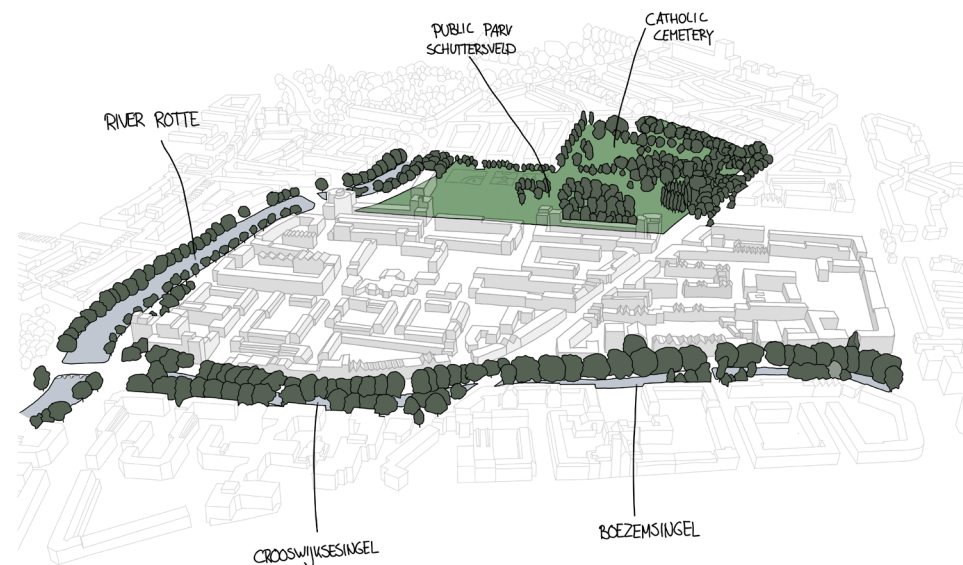 PUBLIC PARV
SCHUTTERSVELD
CATHOLIC
CEMETERY
RIVER ROTTE
CROOSWIJKSESINGEL
BOEZEMSINGEL